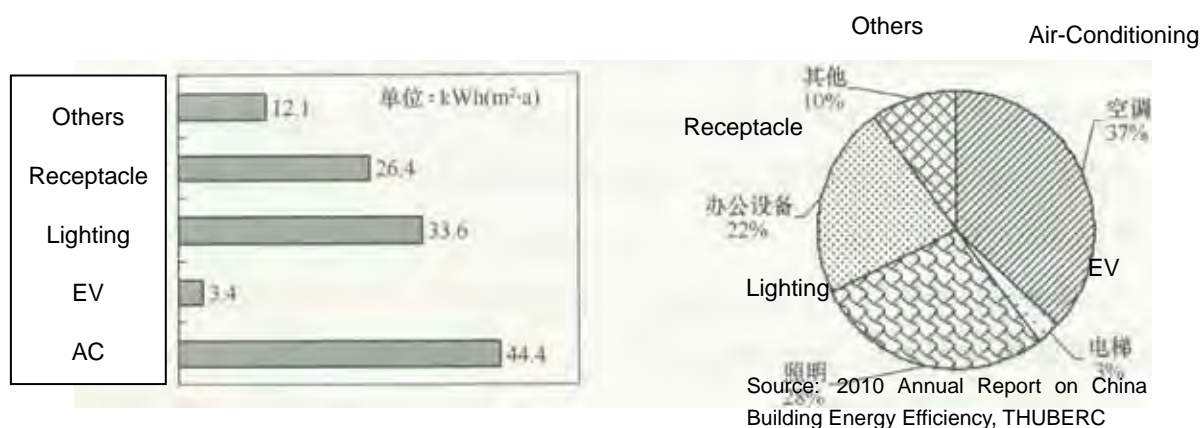 Others
Air-Conditioning
Others
Receptacle
Lighting
EV
AC
单位:kWh(m²·a)
12.1
26.4
33.6
3.4
44.4
其他
10%
空调
37%
Receptacle
办公设备
22%
Lighting
EV
电梯
3%
照明
28%
Source: 2010 Annual Report on China
Building Energy Efficiency, THUBERC